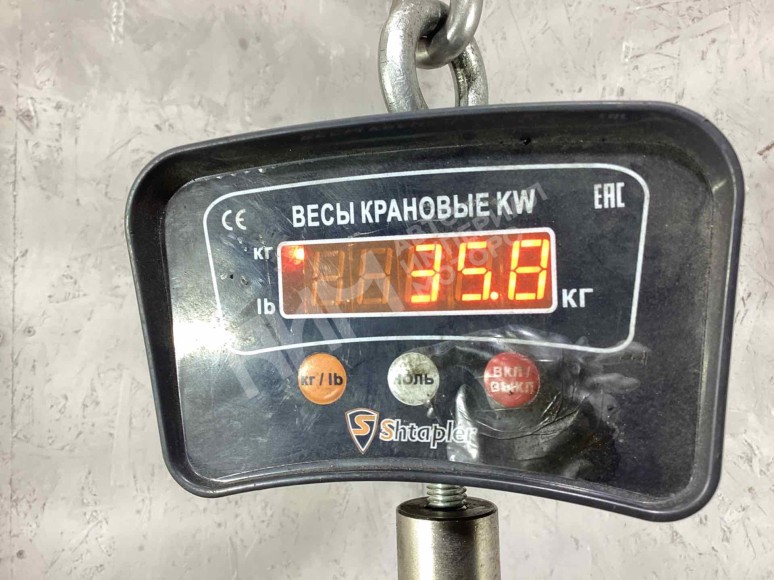 CE
ВЕСЫ КРАНОВЫЕ KW
EAC
кг
lb
35.8
КГ
кг / lb
НОЛЬ
ВКЛ /
ВЫКЛ
S
Shtapler